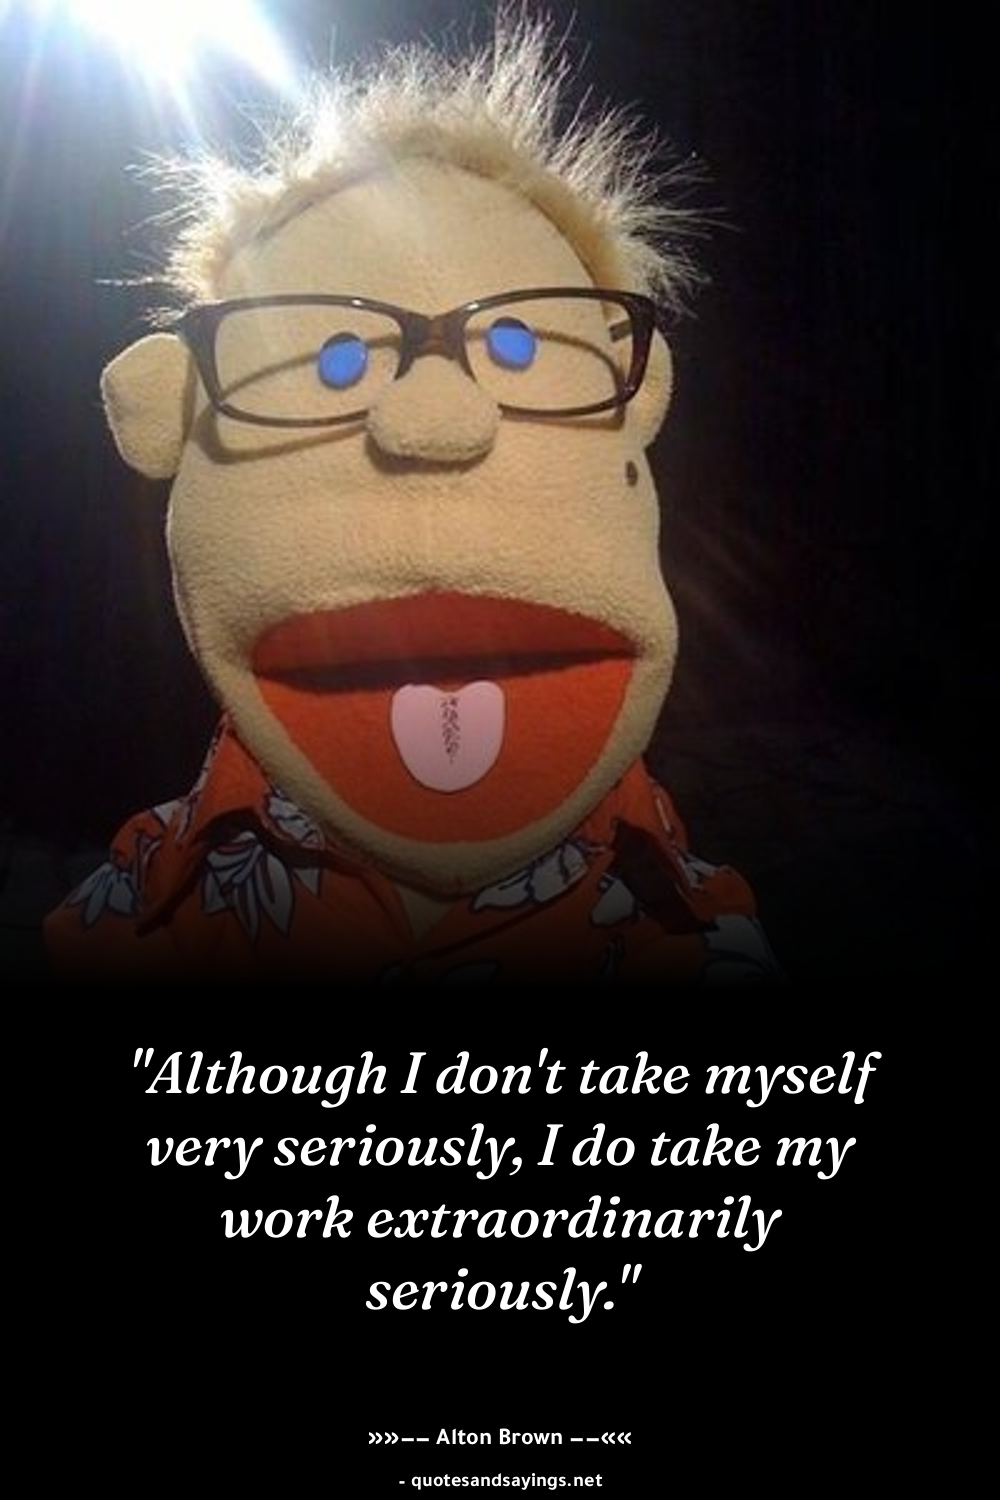 "Although I don't take myself
very seriously, I do take my
work extraordinarily
seriously."
»»–– Alton Brown ––««
- quotesandsayings.net